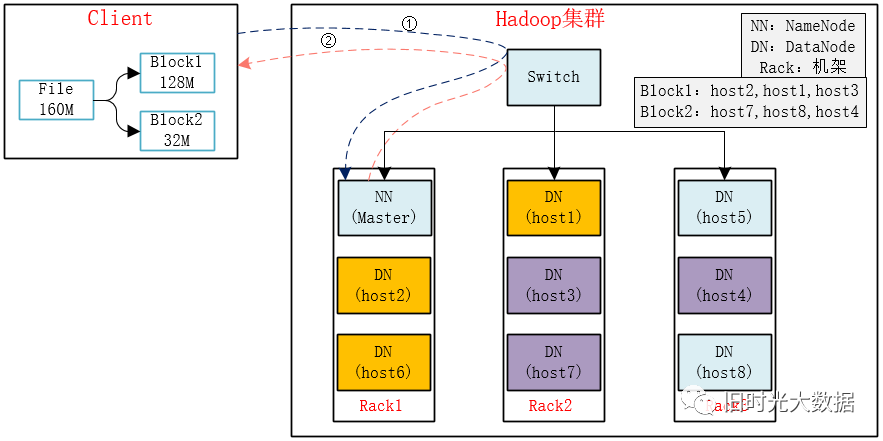 Client
File
160M
Block1
128M
Block2
32M
①
②
Hadoop集群
Switch
NN：NameNode
DN：DataNode
Rack：机架
Block1：host2,host1,host3
Block2：host7,host8,host4
NN
(Master)
DN
(host2)
DN
(host6)
Rack1
DN
(host1)
DN
(host3)
DN
(host7)
Rack2
DN
(host5)
DN
(host4)
DN
(host8)
旧时光大数据